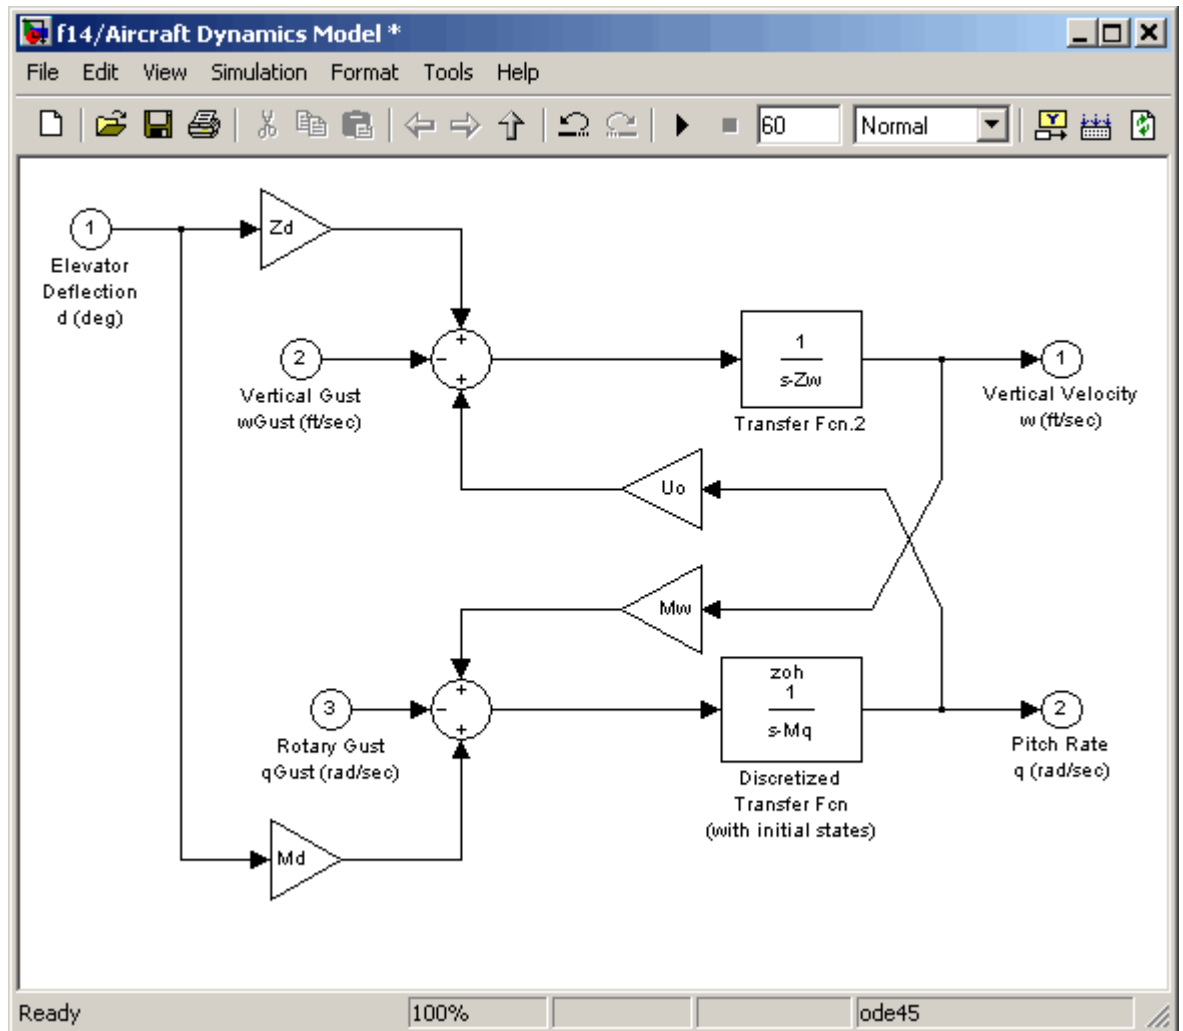 f14/Aircraft Dynamics Model *
File Edit View Simulation Format Tools Help
60 Normal
Zd
1
Elevator
Deflection
d (deg)
+
-
+
2
Vertical Gust
wGust (ft/sec)
1
s-Zw
Transfer Fcn.2
1
Vertical Velocity
w (ft/sec)
Uo
Mw
+
-
+
3
Rotary Gust
qGust (rad/sec)
zoh
1
s-Mq
Discretized
Transfer Fcn
(with initial states)
2
Pitch Rate
q (rad/sec)
Md
Ready 100% ode45